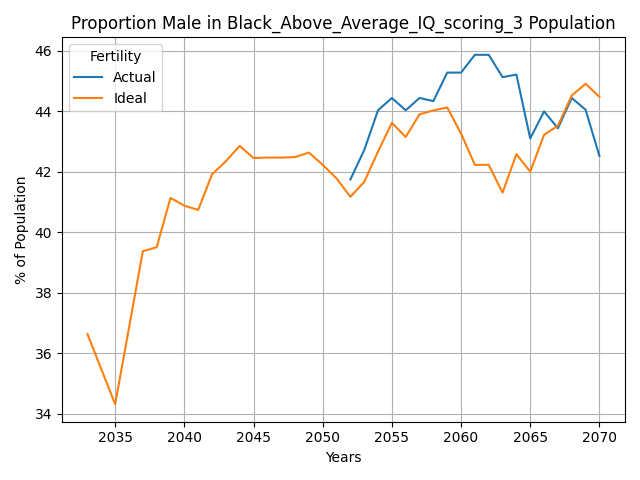 Proportion Male in Black_Above_Average_IQ_scoring_3 Population
Fertility
Actual
Ideal
% of Population
46
44
42
40
38
36
34
2035 2040 2045 2050 2055 2060 2065 2070
Years